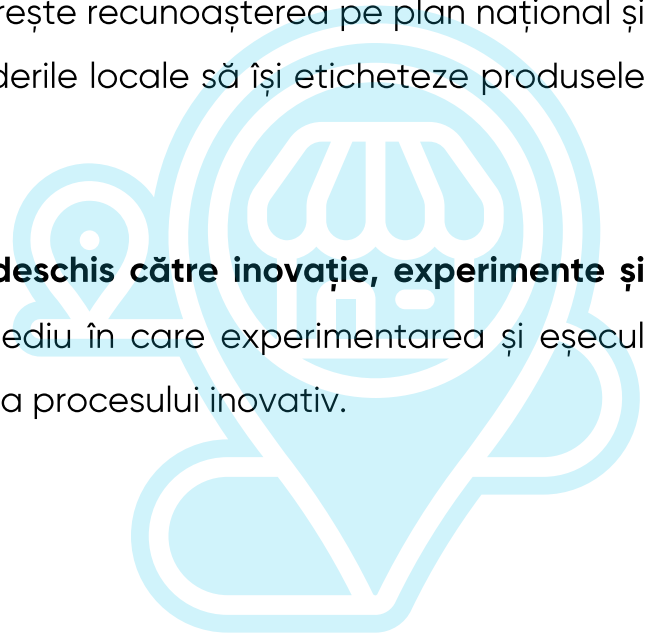 rește recunoașterea pe plan național și
derile locale să își eticheteze produsele
deschis către inovație, experimente și
ediu în care experimentarea și eșecul
a procesului inovativ.